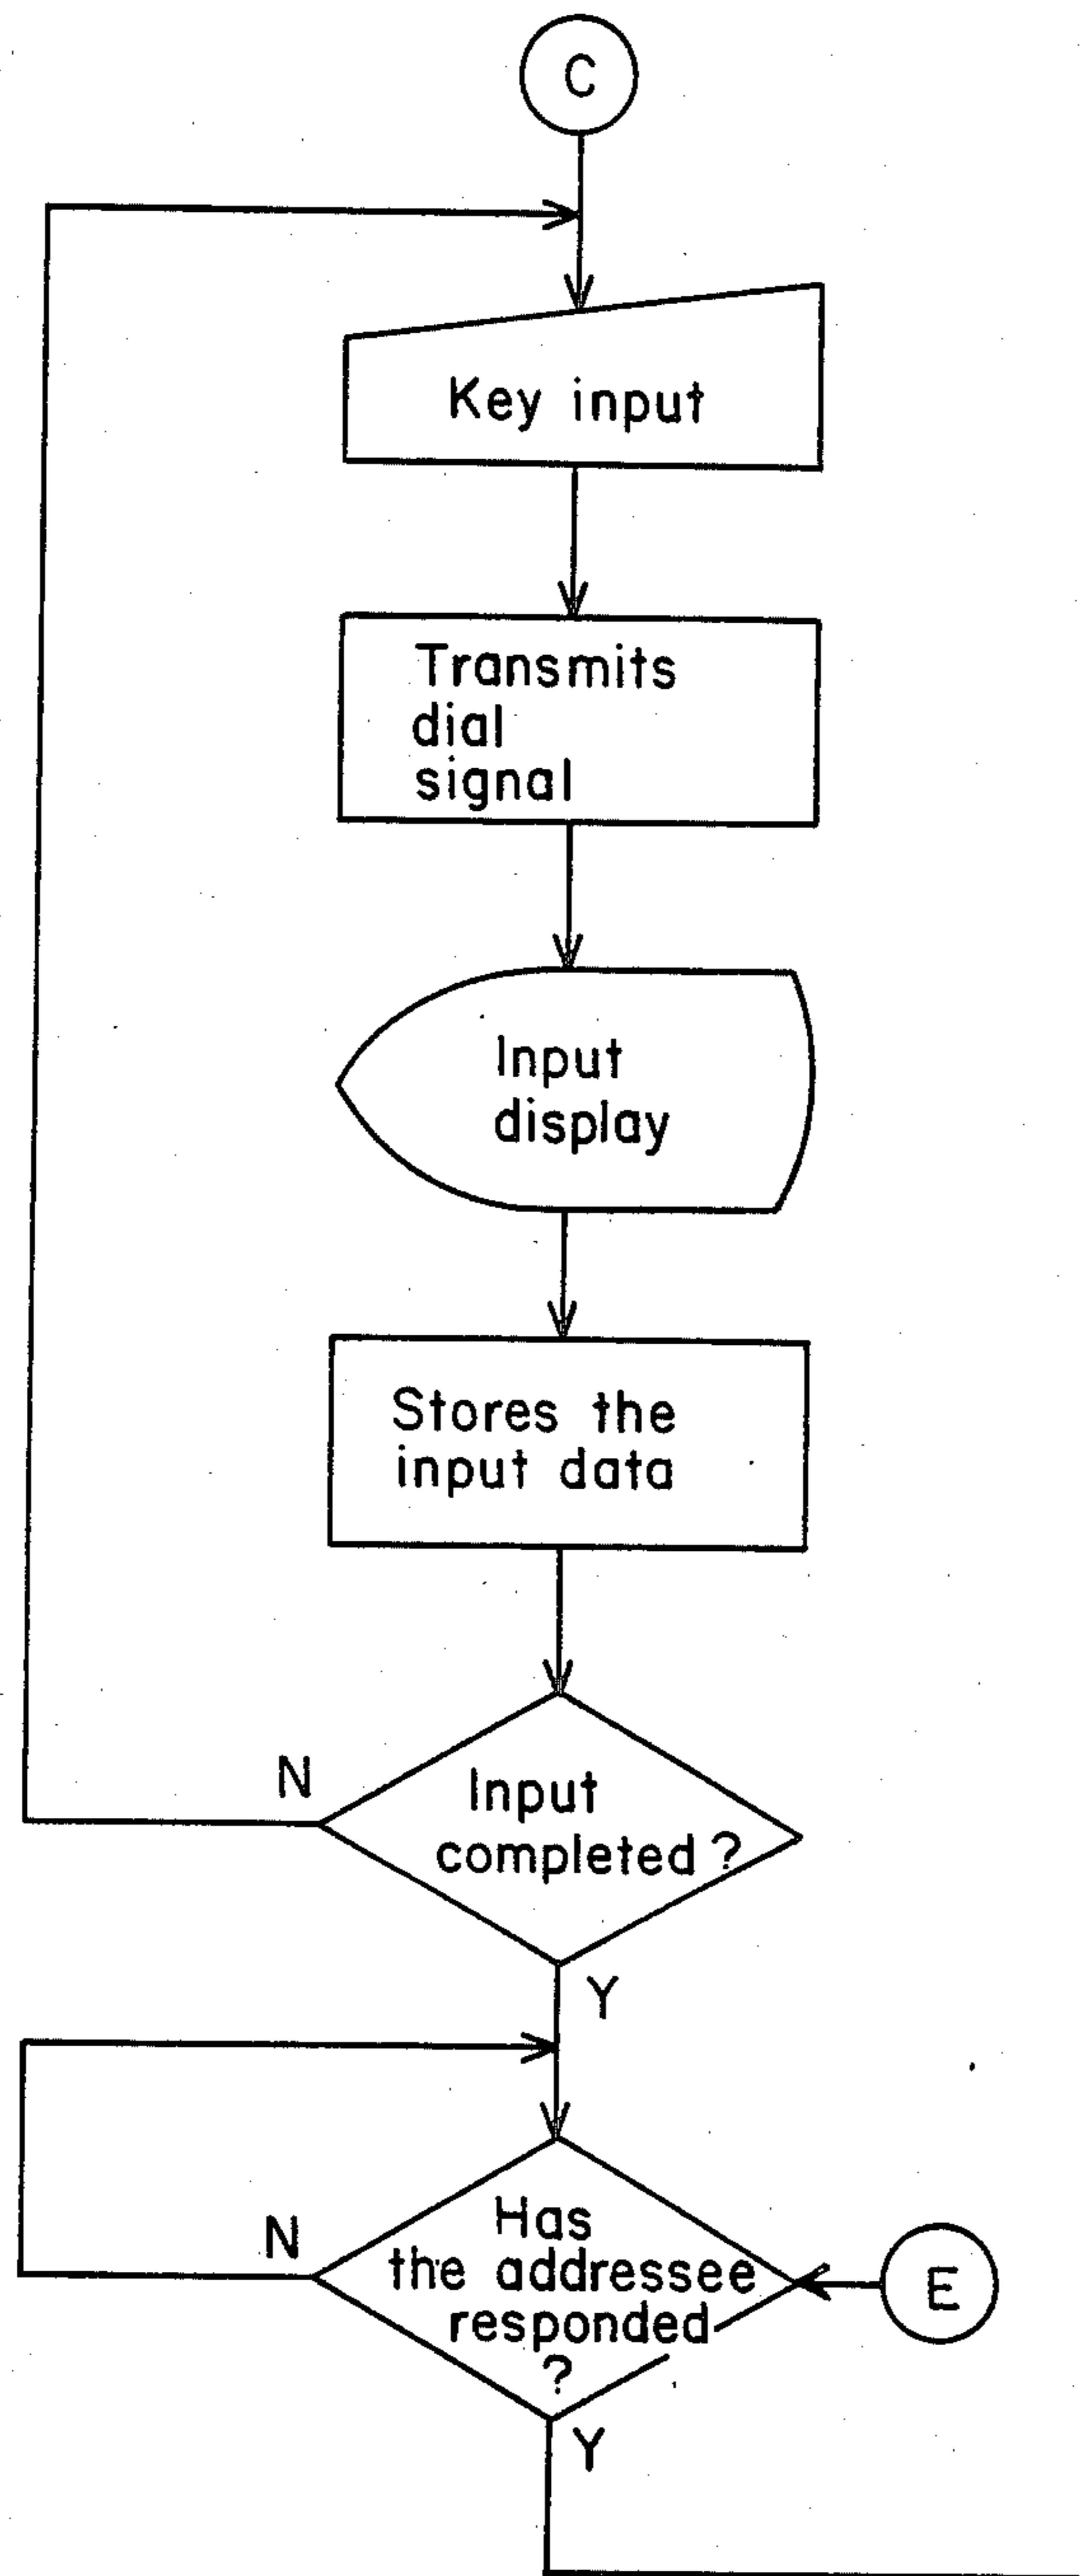 C
Key input
Transmits
dial
signal
Input
display
Stores the
input data
N
Input
completed ?
Y
N
Has
the addressee
responded
?
E
Y